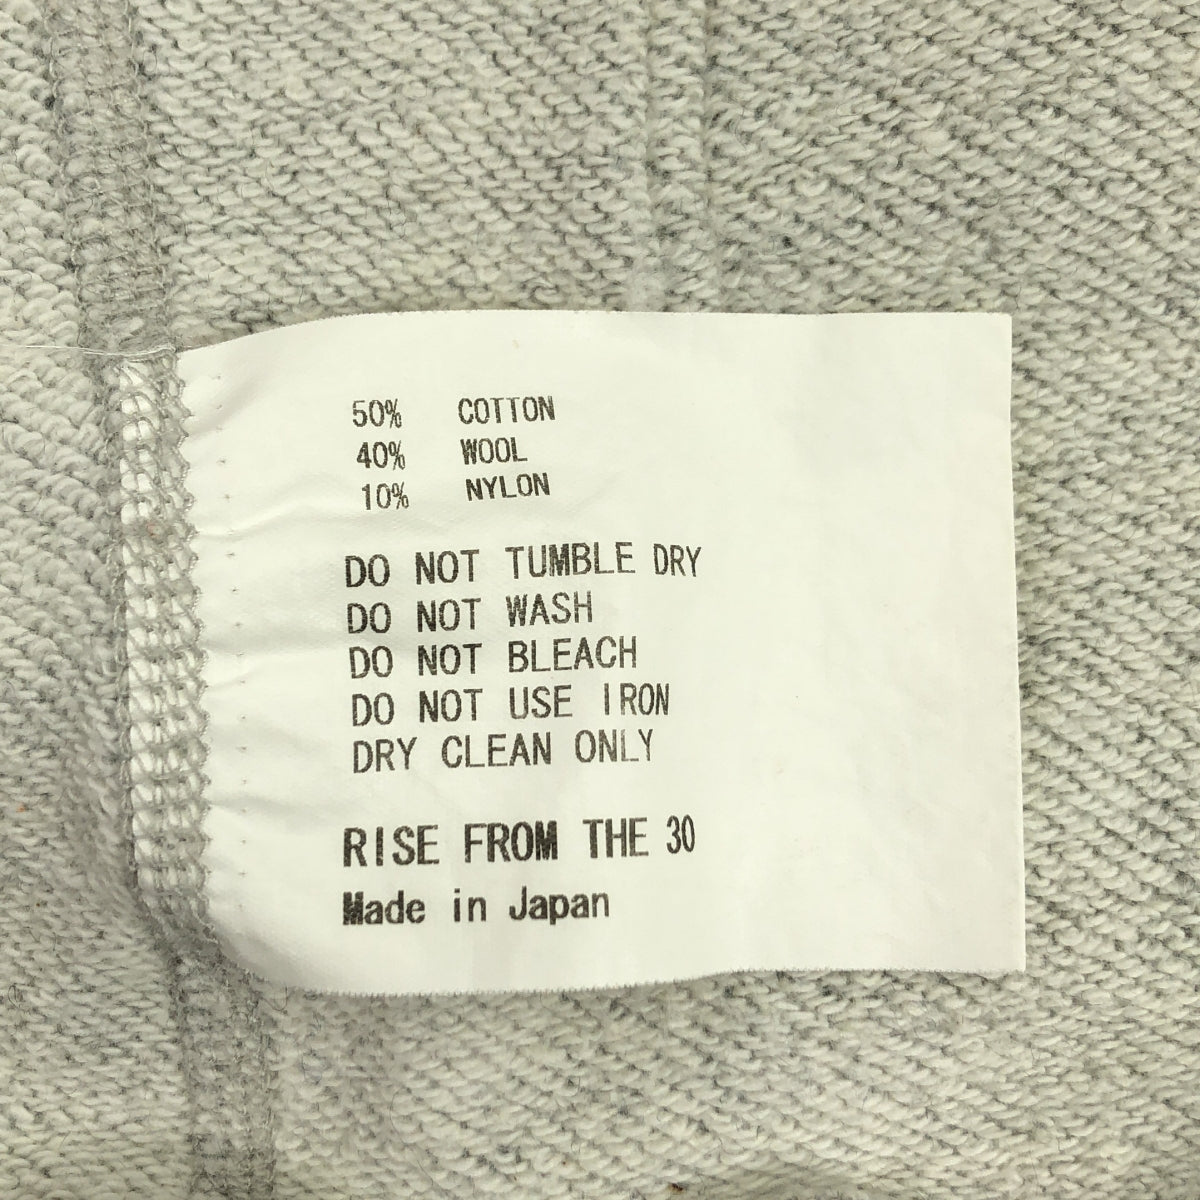 50% COTTON
40% WOOL
10% NYLON
DO NOT TUMBLE DRY
DO NOT WASH
DO NOT BLEACH
DO NOT USE IRON
DRY CLEAN ONLY
RISE FROM THE 30
Made in Japan